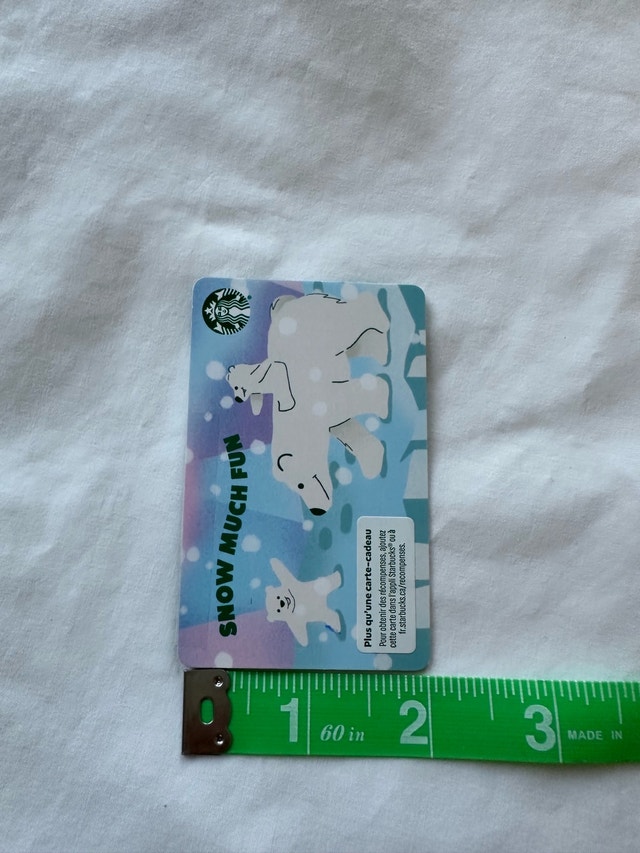 SNOW MUCH FUN
Plus qu'une carte-cadeau
Pour obtenir des récompenses, ajoutez
cette carte dans l'appli Starbucks® ou à
fr.starbucks.ca/recompenses.
1 60 in 2 3 MADE IN